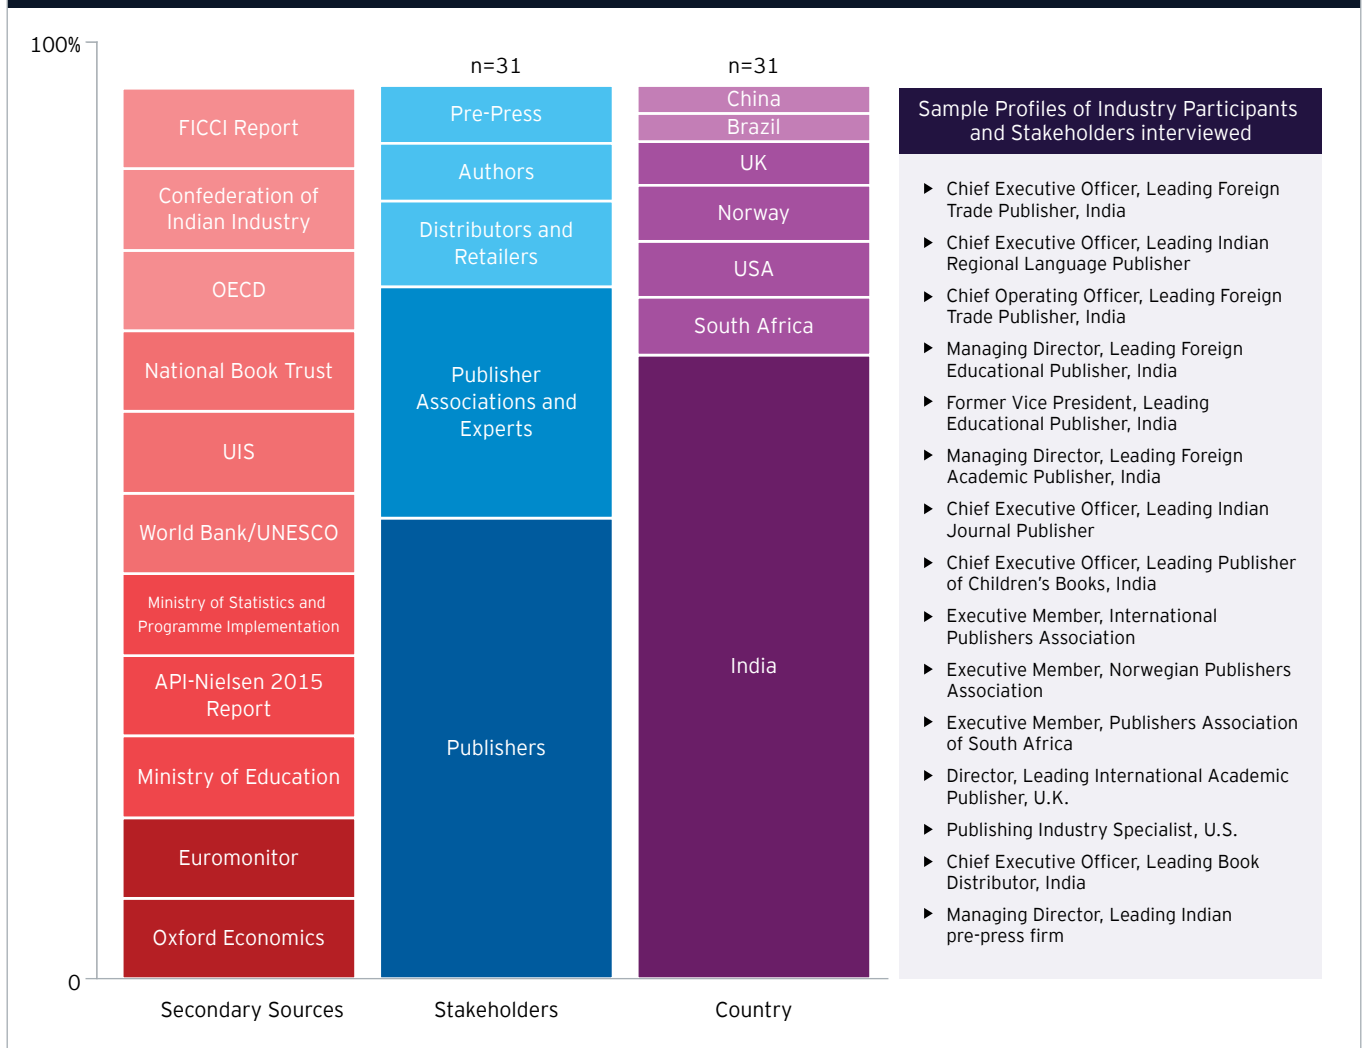 100%
0
FICCI Report
Confederation of
Indian Industry
OECD
National Book Trust
UIS
World Bank/UNESCO
Ministry of Statistics and
Programme Implementation
API-Nielsen 2015
Report
Ministry of Education
Euromonitor
Oxford Economics
Secondary Sources
n=31
Pre-Press
Authors
Distributors and
Retailers
Publisher
Associations and
Experts
Publishers
Stakeholders
n=31
China
Brazil
UK
Norway
USA
South Africa
India
Country
Sample Profiles of Industry Participants
and Stakeholders interviewed
Chief Executive Officer, Leading Foreign
Trade Publisher, India
Chief Executive Officer, Leading Indian
Regional Language Publisher
Chief Operating Officer, Leading Foreign
Trade Publisher, India
Managing Director, Leading Foreign
Educational Publisher, India
Former Vice President, Leading
Educational Publisher, India
Managing Director, Leading Foreign
Academic Publisher, India
Chief Executive Officer, Leading Indian
Journal Publisher
Chief Executive Officer, Leading Publisher
of Children's Books, India
Executive Member, International
Publishers Association
Executive Member, Norwegian Publishers
Association
Executive Member, Publishers Association
of South Africa
Director, Leading International Academic
Publisher, U.K.
Publishing Industry Specialist, U.S.
Chief Executive Officer, Leading Book
Distributor, India
Managing Director, Leading Indian
pre-press firm